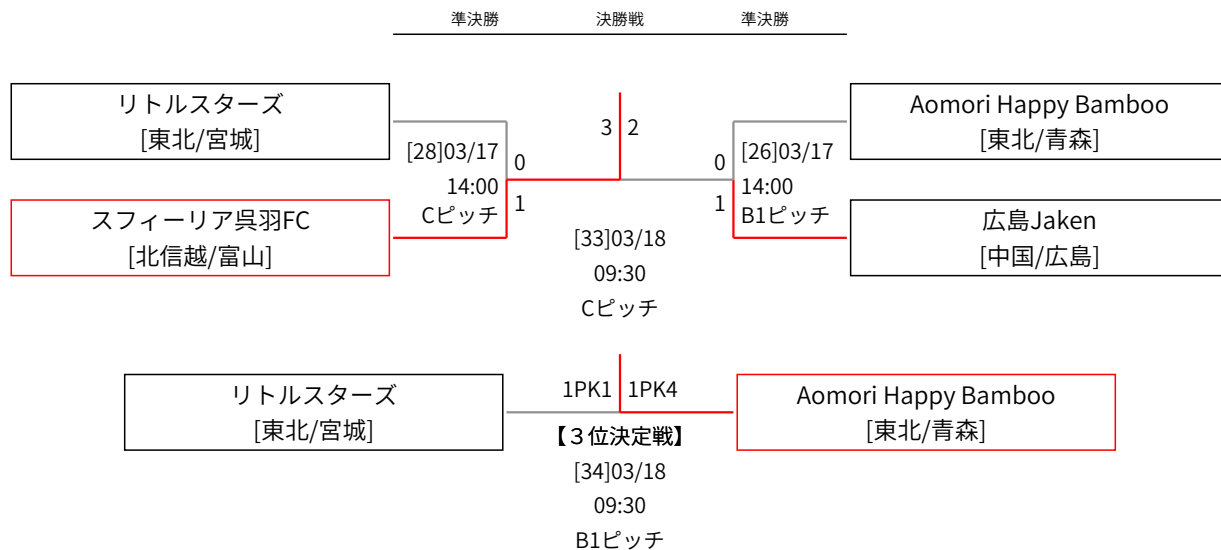 準決勝 決勝戦 準決勝
リトルスターズ
[東北/宮城]
Aomori Happy Bamboo
[東北/青森]
3 2
[28]03/17
14:00
Cピッチ
0
1
0
1
[26]03/17
14:00
B1ピッチ
スフィーリア呉羽FC
[北信越/富山]
広島Jaken
[中国/広島]
[33]03/18
09:30
Cピッチ
リトルスターズ
[東北/宮城]
1PK1 1PK4
Aomori Happy Bamboo
[東北/青森]
【３位決定戦】
[34]03/18
09:30
B1ピッチ